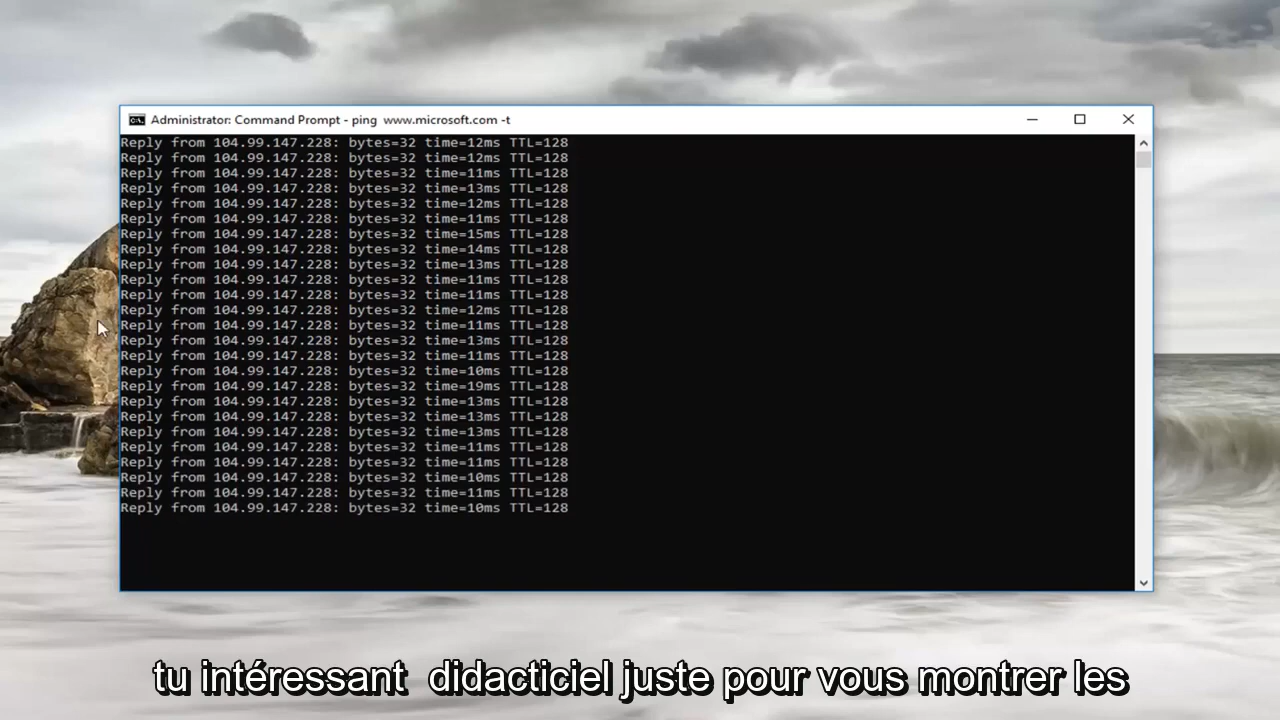 Administrator: Command Prompt - ping www.microsoft.com -t
Reply from 104.99.147.228: bytes=32 time=12ms TTL=128
Reply from 104.99.147.228: bytes=32 time=12ms TTL=128
Reply from 104.99.147.228: bytes=32 time=11ms TTL=128
Reply from 104.99.147.228: bytes=32 time=13ms TTL=128
Reply from 104.99.147.228: bytes=32 time=12ms TTL=128
Reply from 104.99.147.228: bytes=32 time=11ms TTL=128
Reply from 104.99.147.228: bytes=32 time=15ms TTL=128
Reply from 104.99.147.228: bytes=32 time=14ms TTL=128
Reply from 104.99.147.228: bytes=32 time=13ms TTL=128
Reply from 104.99.147.228: bytes=32 time=11ms TTL=128
Reply from 104.99.147.228: bytes=32 time=11ms TTL=128
Reply from 104.99.147.228: bytes=32 time=12ms TTL=128
Reply from 104.99.147.228: bytes=32 time=11ms TTL=128
Reply from 104.99.147.228: bytes=32 time=13ms TTL=128
Reply from 104.99.147.228: bytes=32 time=11ms TTL=128
Reply from 104.99.147.228: bytes=32 time=10ms TTL=128
Reply from 104.99.147.228: bytes=32 time=19ms TTL=128
Reply from 104.99.147.228: bytes=32 time=13ms TTL=128
Reply from 104.99.147.228: bytes=32 time=13ms TTL=128
Reply from 104.99.147.228: bytes=32 time=13ms TTL=128
Reply from 104.99.147.228: bytes=32 time=11ms TTL=128
Reply from 104.99.147.228: bytes=32 time=11ms TTL=128
Reply from 104.99.147.228: bytes=32 time=10ms TTL=128
Reply from 104.99.147.228: bytes=32 time=11ms TTL=128
Reply from 104.99.147.228: bytes=32 time=10ms TTL=128
tu intéressant didacticiel juste pour vous montrer les